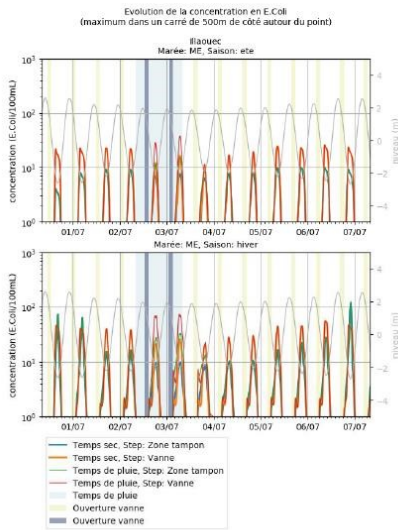 Evolution de la concentration en E.Coli
(maximum dans un carré de 500m de côté autour du point)
Illaouec
Marée: ME, Saison: ete
concentration (E.Coli/100mL)
10³
10²
10¹
10⁰
4
2
0
−2
−4
niveau (m)
01/07 02/07 03/07 04/07 05/07 06/07 07/07
Marée: ME, Saison: hiver
concentration (E.Coli/100mL)
10³
10²
10¹
10⁰
4
2
0
−2
−4
niveau (m)
01/07 02/07 03/07 04/07 05/07 06/07 07/07
Temps sec, Step: Zone tampon
Temps sec, Step: Vanne
Temps de pluie, Step: Zone tampon
Temps de pluie, Step: Vanne
Temps de pluie
Ouverture vanne
Ouverture vanne